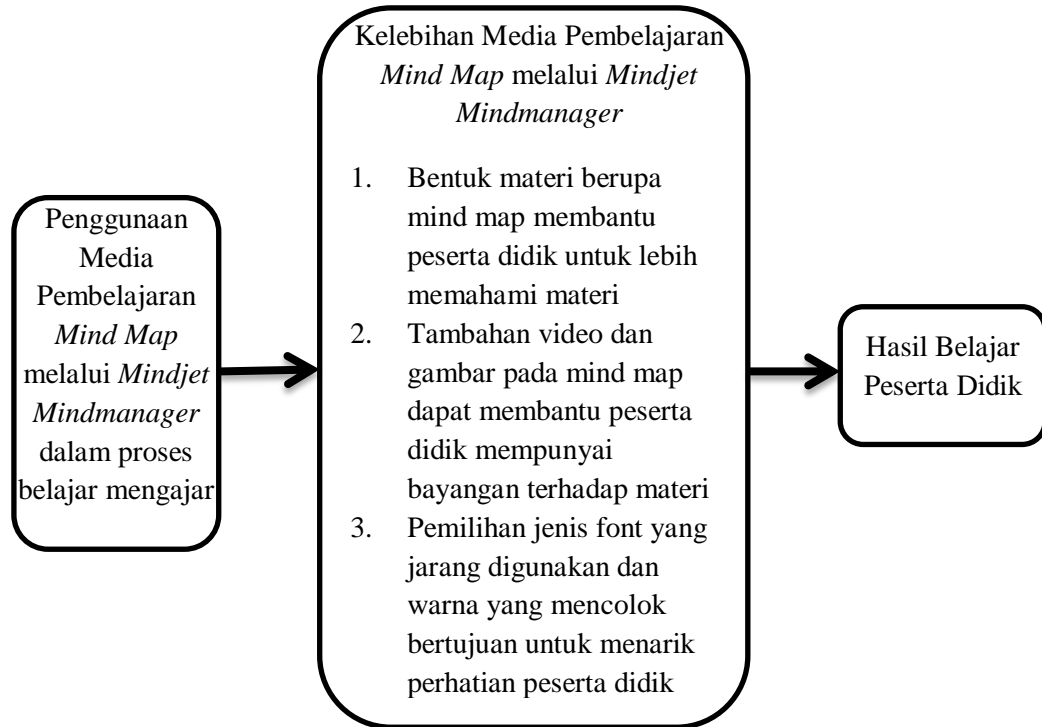 Penggunaan
Media
Pembelajaran
Mind Map
melalui Mindjet
Mindmanager
dalam proses
belajar mengajar
Kelebihan Media Pembelajaran
Mind Map melalui Mindjet
Mindmanager
1. Bentuk materi berupa
mind map membantu
peserta didik untuk lebih
memahami materi
2. Tambahan video dan
gambar pada mind map
dapat membantu peserta
didik mempunyai
bayangan terhadap materi
3. Pemilihan jenis font yang
jarang digunakan dan
warna yang mencolok
bertujuan untuk menarik
perhatian peserta didik
Hasil Belajar
Peserta Didik